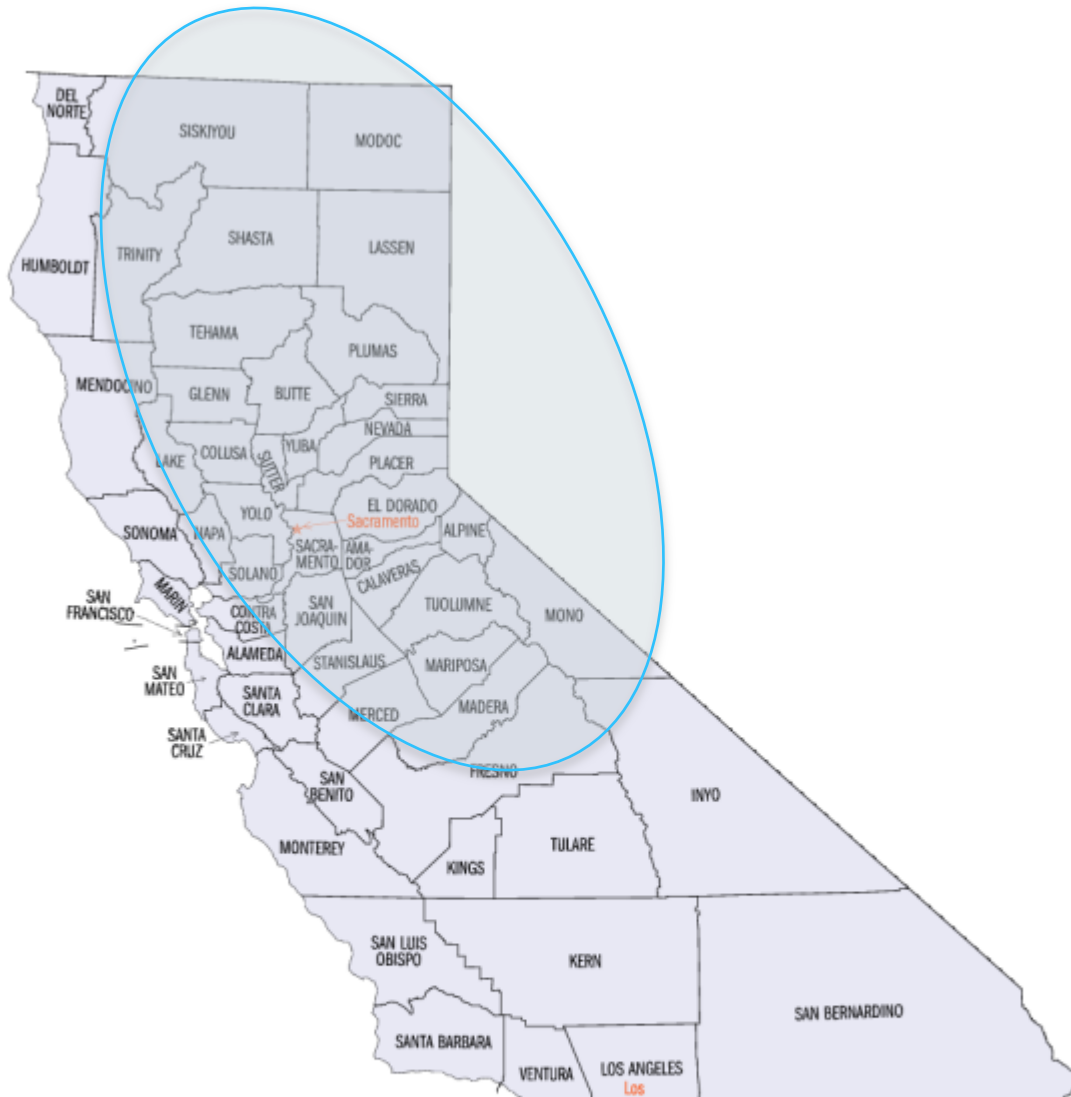 DEL
NORTE
SISKIYOU
MODOC
HUMBOLDT
TRINITY
SHASTA
LASSEN
TEHAMA
PLUMAS
MENDOCINO
GLENN
BUTTE
SIERRA
LAKE
COLUSA
SUTTER
YUBA
NEVADA
PLACER
SONOMA
NAPA
YOLO
EL DORADO
Sacramento
ALPINE
SACRA-
MENTO
AMA-
DOR
SOLANO
CALAVERAS
MARIN
SAN
FRANCISCO
CONTRA
COSTA
SAN
JOAQUIN
TUOLUMNE
MONO
ALAMEDA
STANISLAUS
MARIPOSA
SAN
MATEO
SANTA
CLARA
MERCED
MADERA
SANTA
CRUZ
FRESNO
SAN
BENITO
INYO
MONTEREY
KINGS
TULARE
SAN LUIS
OBISPO
KERN
SAN BERNARDINO
SANTA BARBARA
VENTURA
LOS ANGELES
Los